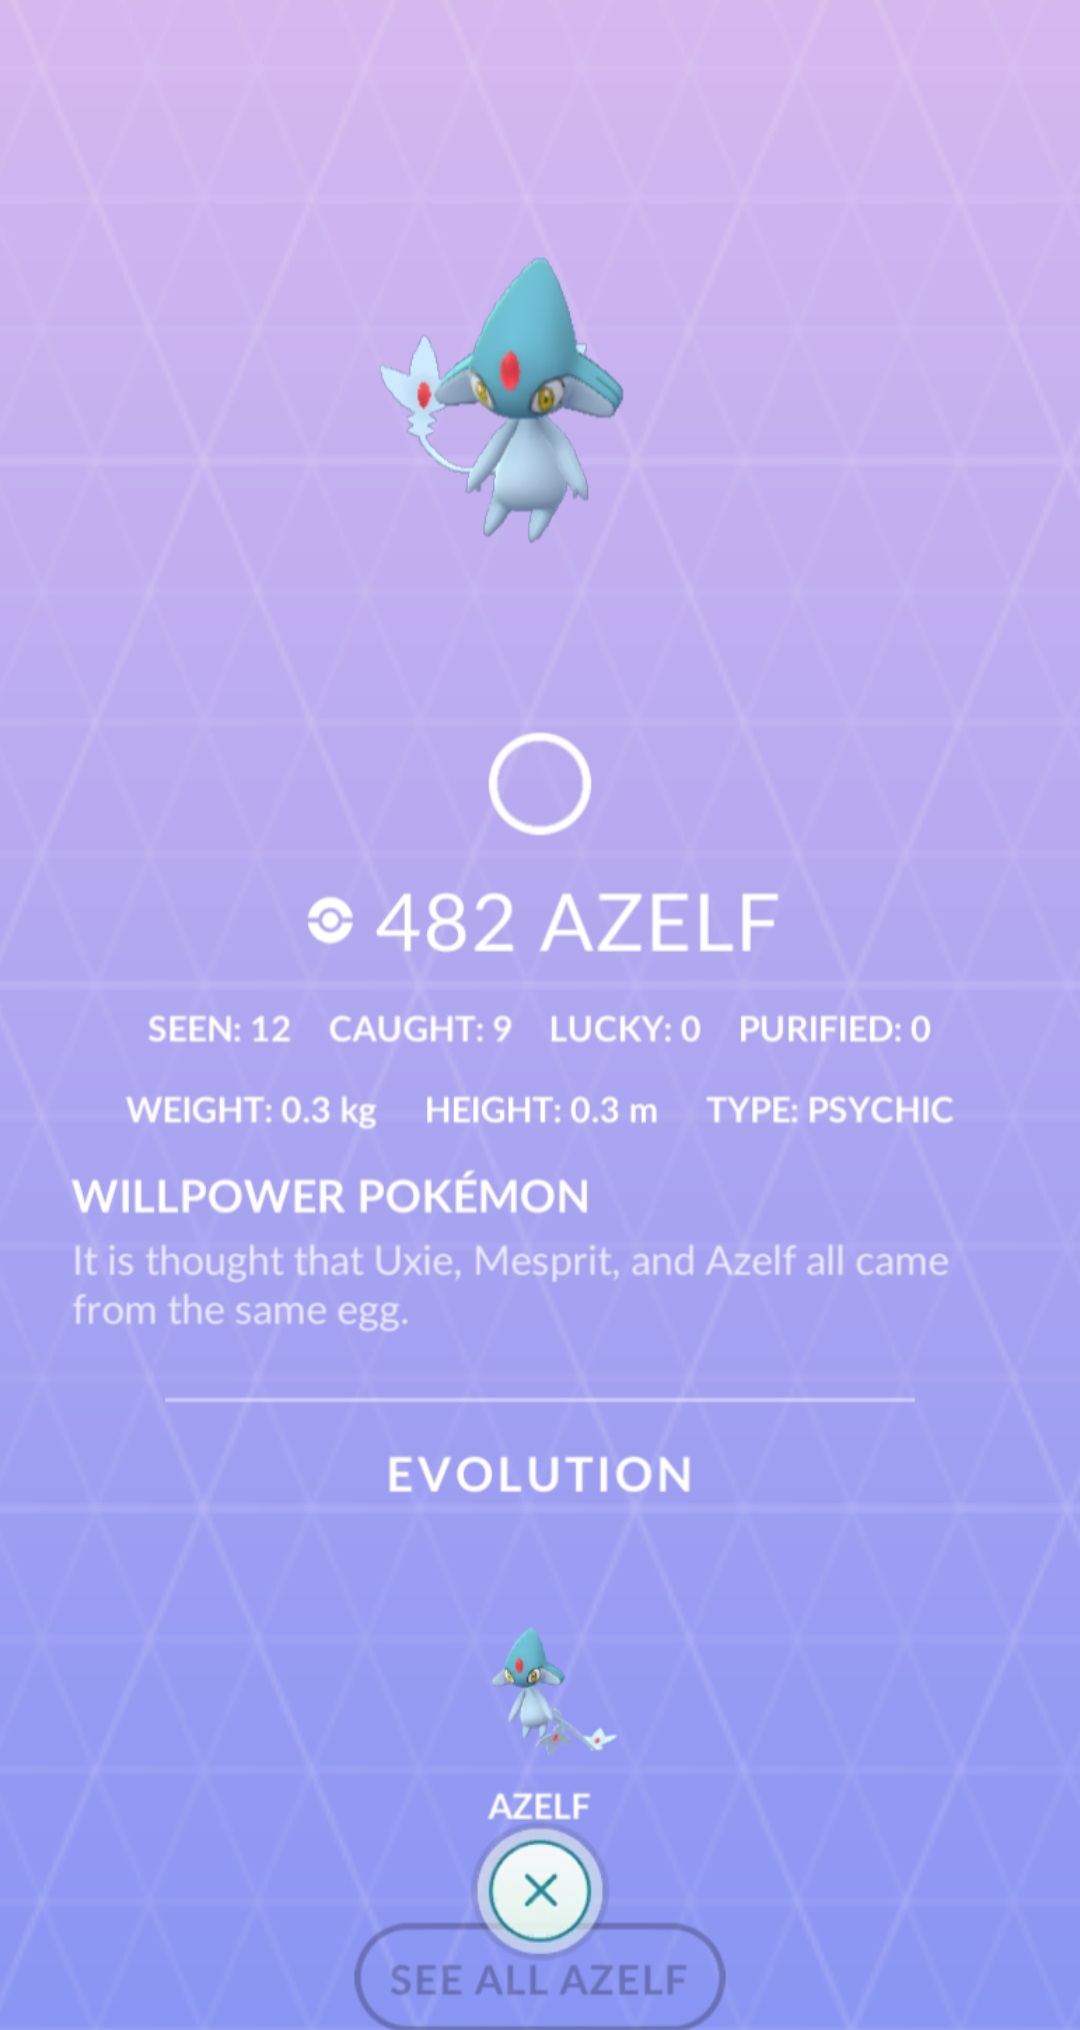 482 AZELF
SEEN: 12 CAUGHT: 9 LUCKY: 0 PURIFIED: 0
WEIGHT: 0.3 kg HEIGHT: 0.3 m TYPE: PSYCHIC
WILLPOWER POKÉMON
It is thought that Uxie, Mesprit, and Azelf all came
from the same egg.
EVOLUTION
AZELF
SEE ALL AZELF